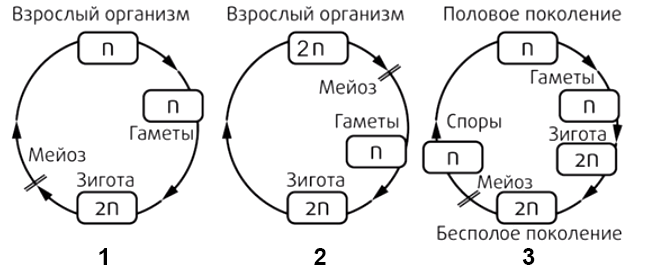 Взрослый организм
n
n
Гаметы
Мейоз
Зигота
2n
1
Взрослый организм
2n
Мейоз
Гаметы
n
Зигота
2n
2
Половое поколение
n
Гаметы
n
Споры
Зигота
n
2n
Мейоз
2n
Бесполое поколение
3